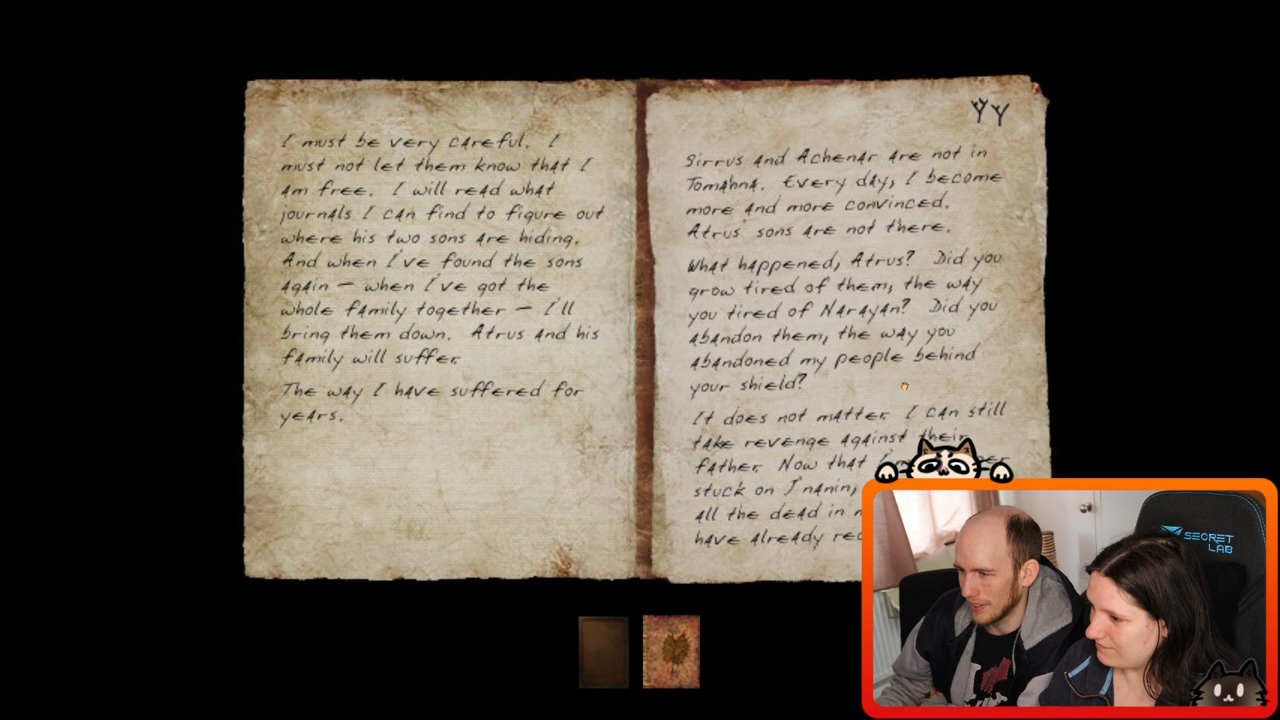 I must be very careful. I
must not let them know that I
am free. I will read what
journals I can find to figure out
where his two sons are hiding.
And when I've found the sons
again — when I've got the
whole family together — I'll
bring them down. Atrus and his
family will suffer.
The way I have suffered for
years.
Sirrus and Achenar are not in
Tomahna. Every day, I become
more and more convinced.
Atrus' sons are not there.
What happened, Atrus? Did you
grow tired of them, the way
you tired of Narayan? Did you
abandon them, the way you
abandoned my people behind
your shield?
It does not matter. I can still
take revenge against their
father. Now that
stuck on J'nanin,
all the dead in
have already
SECRET
LAB